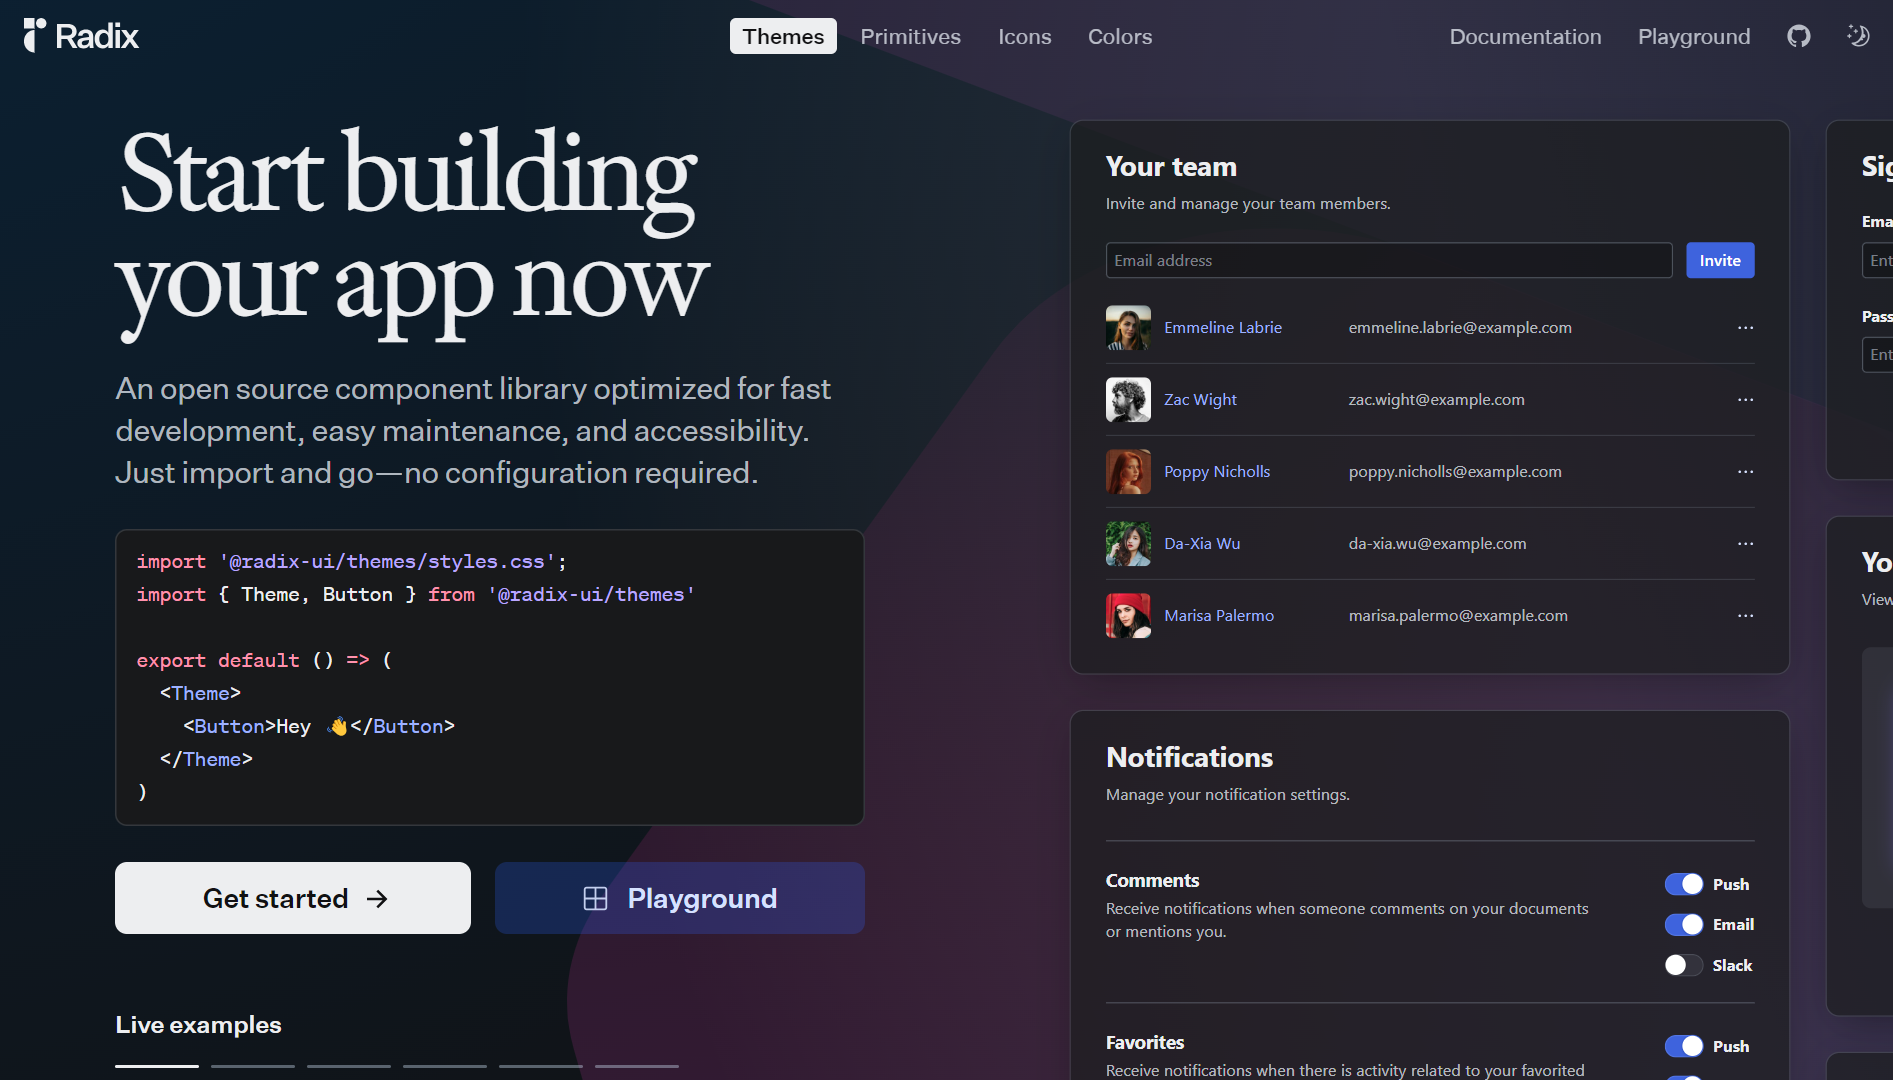 Radix
Themes
Primitives
Icons
Colors
Documentation
Playground
Start building
your app now
An open source component library optimized for fast
development, easy maintenance, and accessibility.
Just import and go—no configuration required.
import '@radix-ui/themes/styles.css';
import { Theme, Button } from '@radix-ui/themes'
export default () => (
<Theme>
<Button>Hey 👋</Button>
</Theme>
)
Get started →
Playground
Live examples
Your team
Invite and manage your team members.
Email address
Invite
Emmeline Labrie emmeline.labrie@example.com ···
Zac Wight zac.wight@example.com ···
Poppy Nicholls poppy.nicholls@example.com ···
Da-Xia Wu da-xia.wu@example.com ···
Marisa Palermo marisa.palermo@example.com ···
Notifications
Manage your notification settings.
Comments
Receive notifications when someone comments on your documents
or mentions you.
Push
Email
Slack
Favorites
Receive notifications when there is activity related to your favorited
Push
View